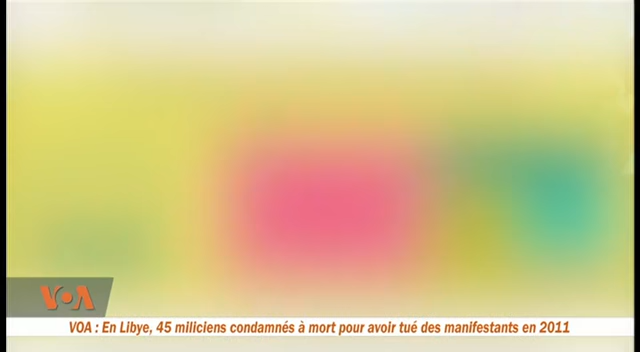 VOA
VOA : En Libye, 45 miliciens condamnés à mort pour avoir tué des manifestants en 2011